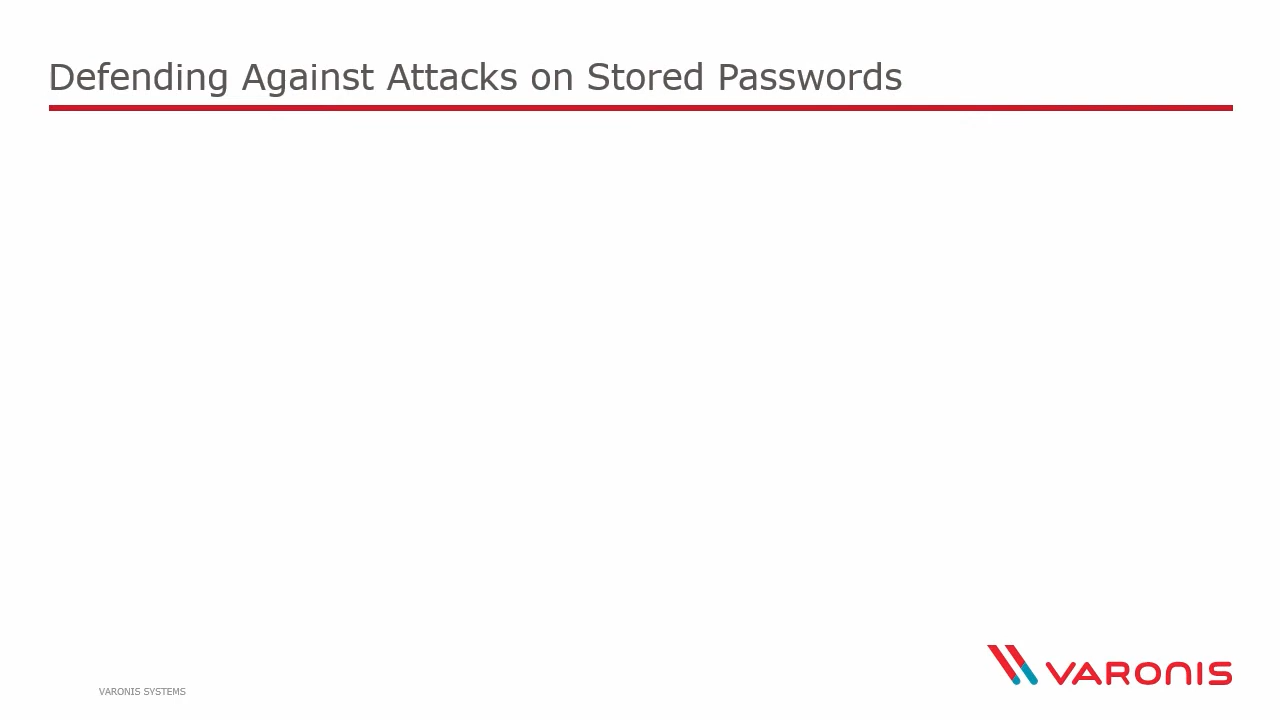 Defending Against Attacks on Stored Passwords
VARONIS SYSTEMS
VARONIS